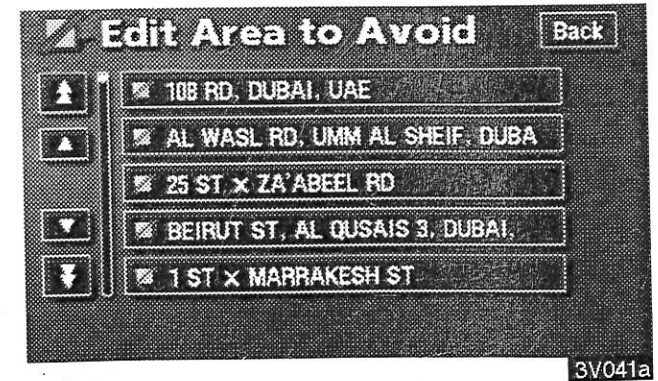 Edit Area to Avoid
Back
108 RD, DUBAI, UAE
AL WASL RD, UMM AL SHEIF, DUBA
25 ST x ZA'ABEEL RD
BEIRUT ST, AL QUSAIS 3, DUBAI,
1 ST x MARRAKESH ST
3V041a